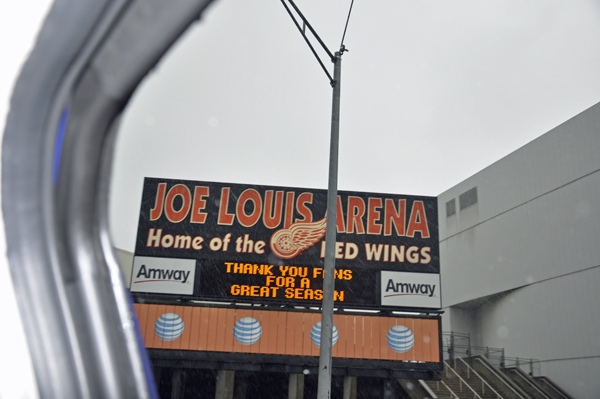 JOE LOUIS ARENA
Home of the RED WINGS
THANK YOU FANS
FOR A
GREAT SEASON
Amway
Amway